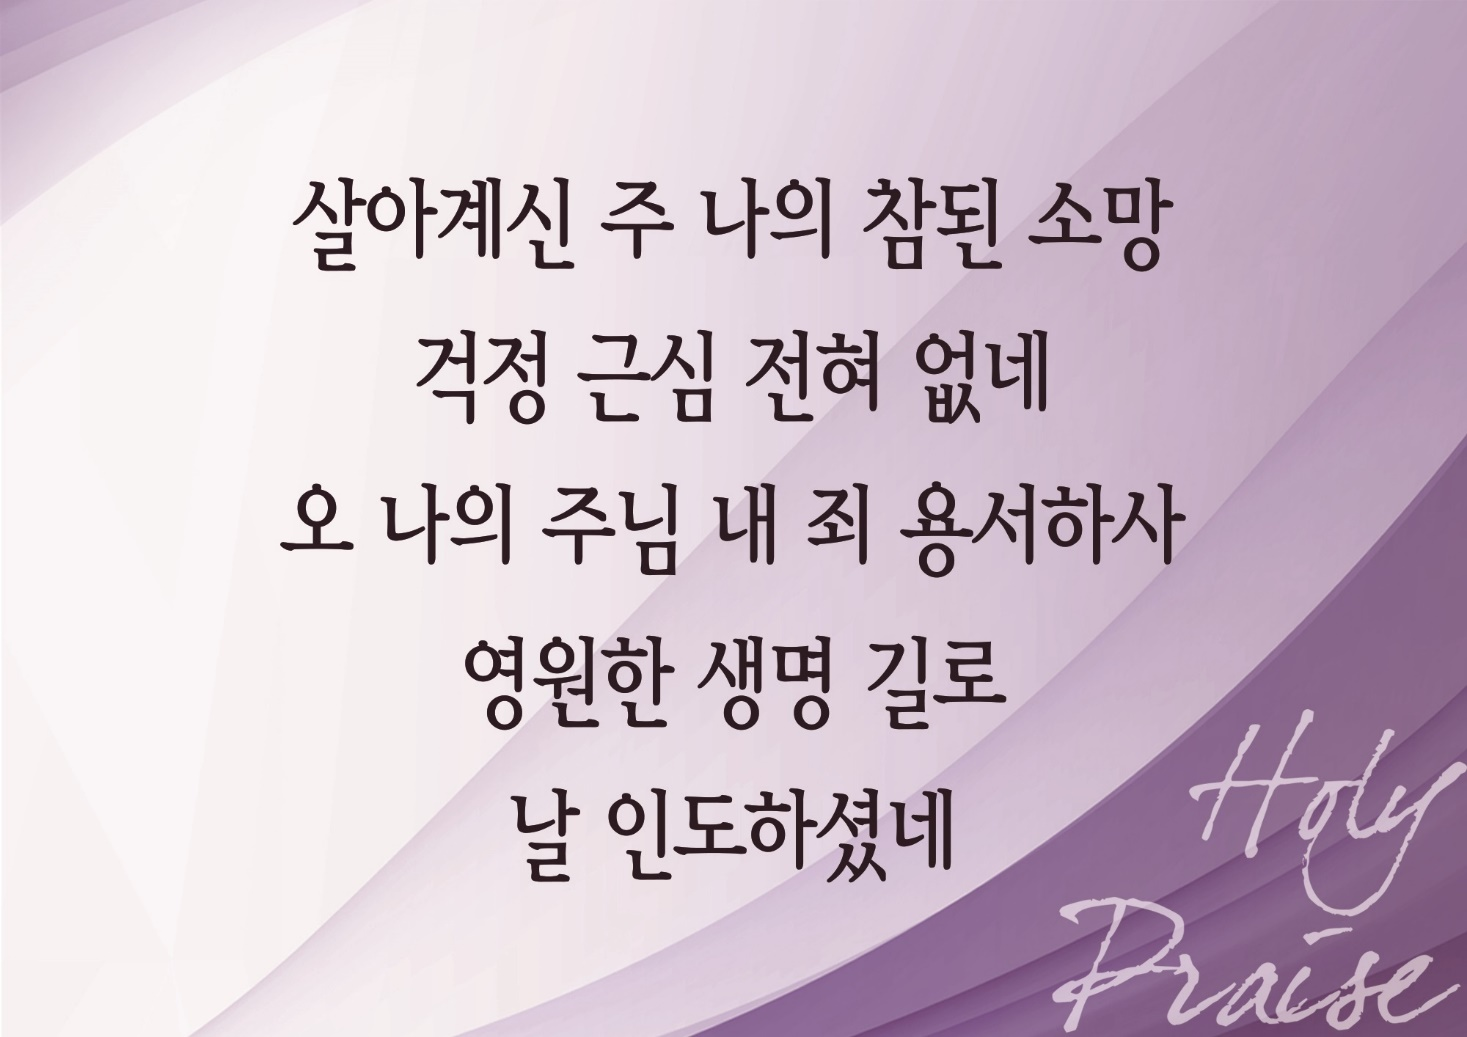 살아계신 주 나의 참된 소망
걱정 근심 전혀 없네
오 나의 주님 내 죄 용서하사
영원한 생명 길로
날 인도하셨네
Holy
Praise